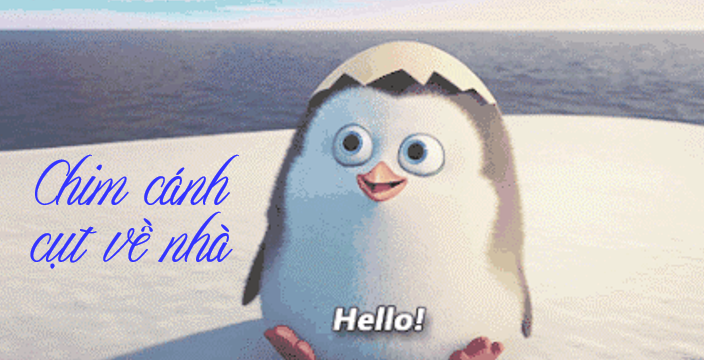 Chim cánh
cụt về nhà
Hello!